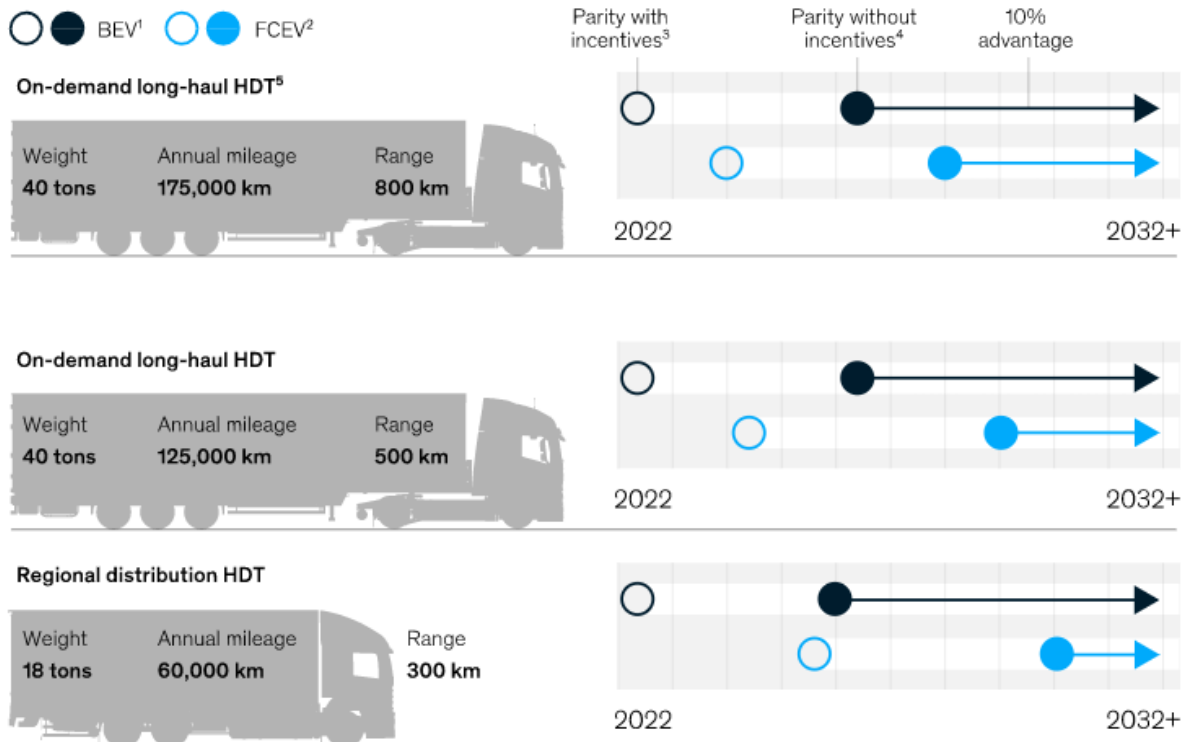 BEV¹ FCEV²
Parity with
incentives³
Parity without
incentives⁴
10%
advantage
On-demand long-haul HDT⁵
Weight Annual mileage Range
40 tons 175,000 km 800 km
2022 2032+
On-demand long-haul HDT
Weight Annual mileage Range
40 tons 125,000 km 500 km
2022 2032+
Regional distribution HDT
Weight Annual mileage Range
18 tons 60,000 km 300 km
2022 2032+